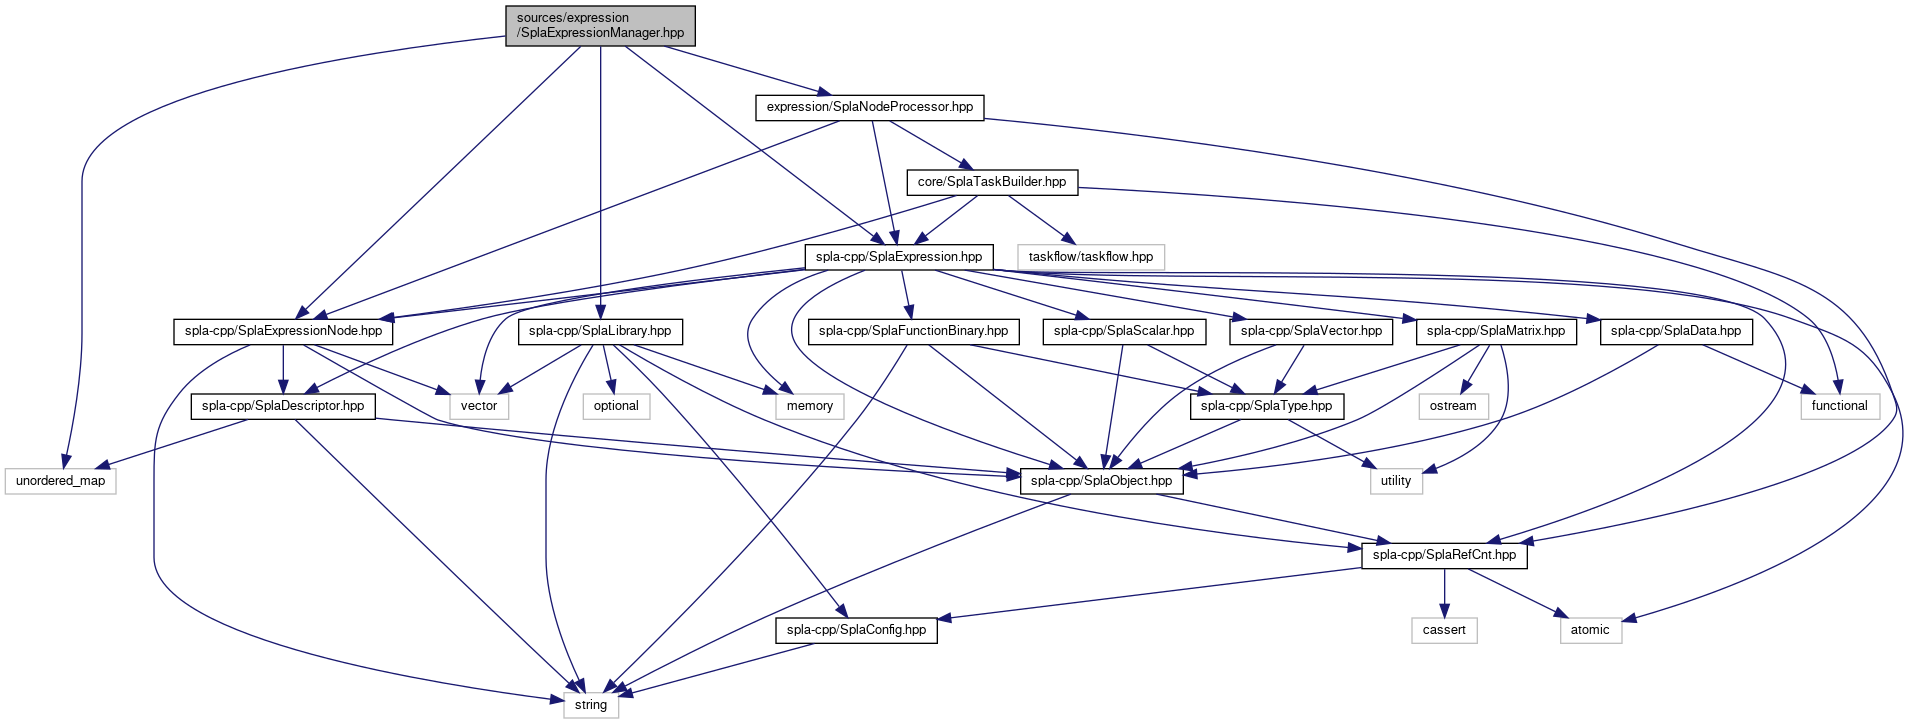 sources/expression
/SplaExpressionManager.hpp
expression/SplaNodeProcessor.hpp
core/SplaTaskBuilder.hpp
spla-cpp/SplaExpression.hpp
taskflow/taskflow.hpp
spla-cpp/SplaExpressionNode.hpp
spla-cpp/SplaLibrary.hpp
spla-cpp/SplaFunctionBinary.hpp
spla-cpp/SplaScalar.hpp
spla-cpp/SplaVector.hpp
spla-cpp/SplaMatrix.hpp
spla-cpp/SplaData.hpp
spla-cpp/SplaDescriptor.hpp
vector
optional
memory
spla-cpp/SplaType.hpp
ostream
functional
unordered_map
spla-cpp/SplaObject.hpp
utility
spla-cpp/SplaRefCnt.hpp
spla-cpp/SplaConfig.hpp
cassert
atomic
string